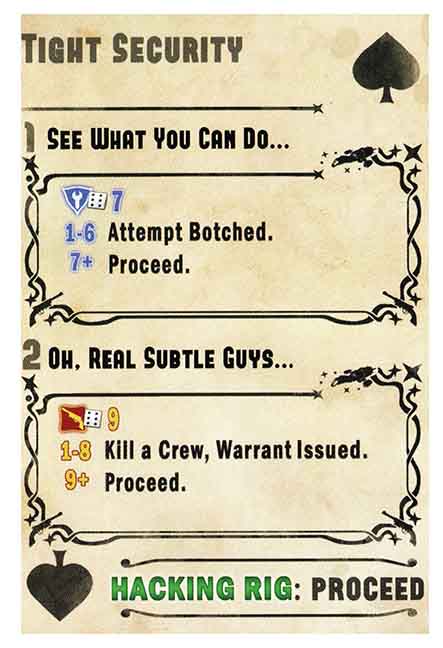 TIGHT SECURITY
1 SEE WHAT YOU CAN DO...
7
1-6 Attempt Botched.
7+ Proceed.
2 OH, REAL SUBTLE GUYS...
9
1-8 Kill a Crew, Warrant Issued.
9+ Proceed.
HACKING RIG: PROCEED